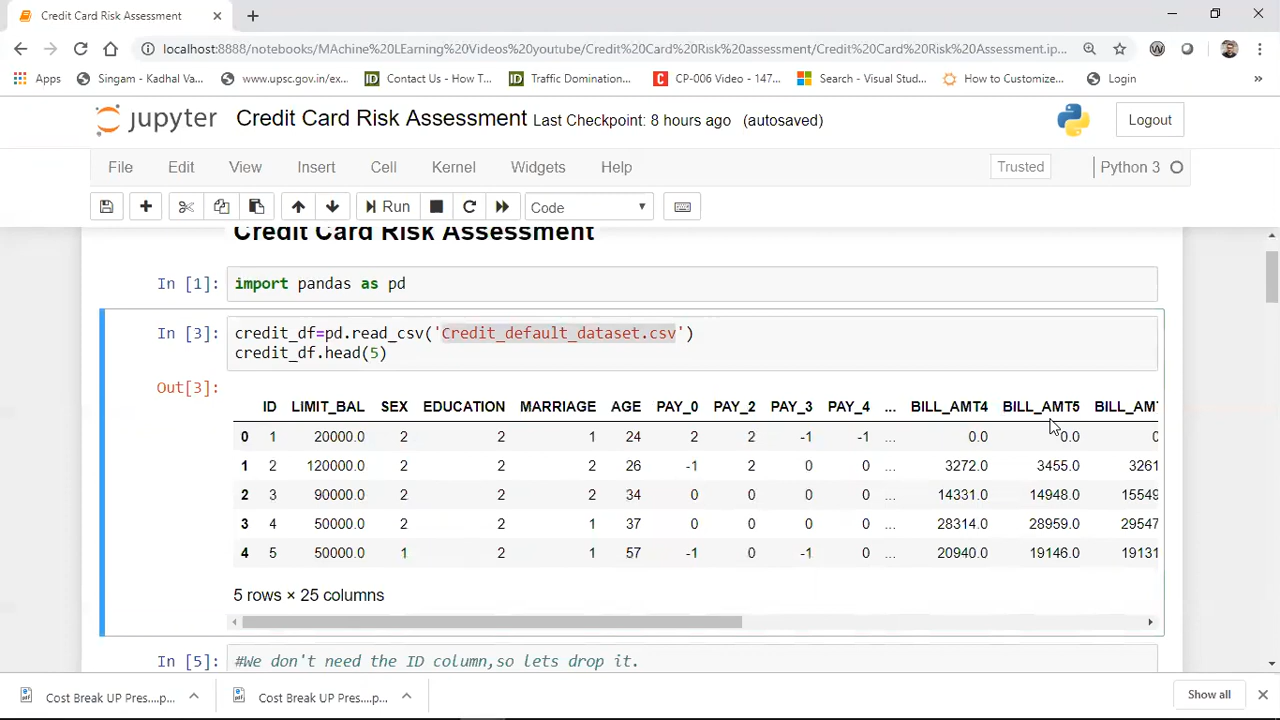 Credit Card Risk Assessment
localhost:8888/notebooks/MAchine%20LEarning%20Videos%20youtube/Credit%20Card%20Risk%20assessment/Credit%20Card%20Risk%20Assessment.ip...
Apps Singam - Kadhal Va... www.upsc.gov.in/ex... ID Contact Us - How T... ID Traffic Domination... C CP-006 Video - 147... Search - Visual Stud... How to Customize... Login »
jupyter Credit Card Risk Assessment Last Checkpoint: 8 hours ago (autosaved) Logout
File Edit View Insert Cell Kernel Widgets Help Trusted Python 3
Run Code
Credit Card Risk Assessment
In [1]: import pandas as pd
In [3]: credit_df=pd.read_csv('Credit_default_dataset.csv')
credit_df.head(5)
Out[3]:
ID LIMIT_BAL SEX EDUCATION MARRIAGE AGE PAY_0 PAY_2 PAY_3 PAY_4 ... BILL_AMT4 BILL_AMT5 BILL_AM
0 1 20000.0 2 2 1 24 2 2 -1 -1 ... 0.0 0.0 0
1 2 120000.0 2 2 2 26 -1 2 0 0 ... 3272.0 3455.0 3261
2 3 90000.0 2 2 2 34 0 0 0 0 ... 14331.0 14948.0 15549
3 4 50000.0 2 2 1 37 0 0 0 0 ... 28314.0 28959.0 29547
4 5 50000.0 1 2 1 57 -1 0 -1 0 ... 20940.0 19146.0 19131
5 rows × 25 columns
In [5]: #We don't need the ID column,so lets drop it.
Cost Break UP Pres....p... Cost Break UP Pres....p... Show all